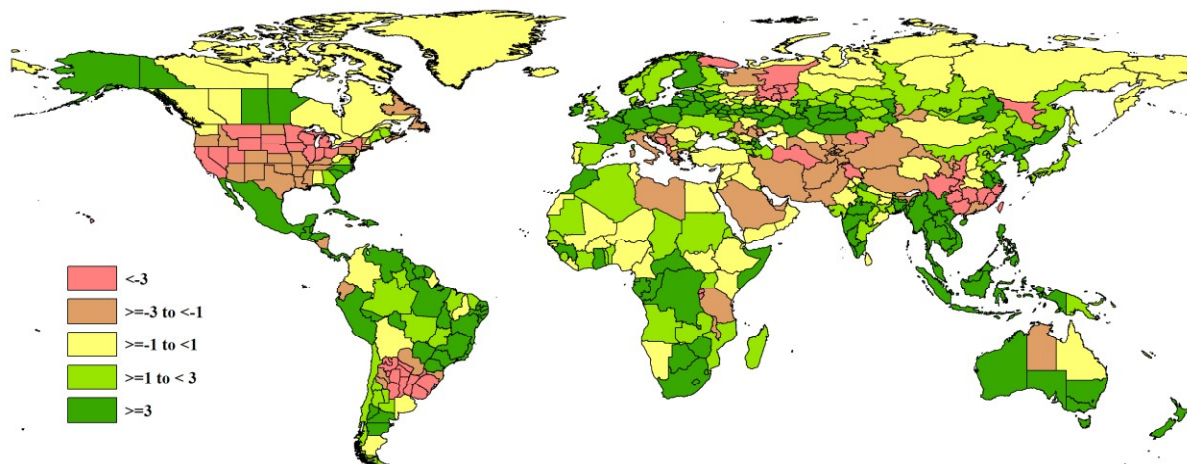 <-3
>=-3 to <-1
>=-1 to <1
>=1 to < 3
>=3